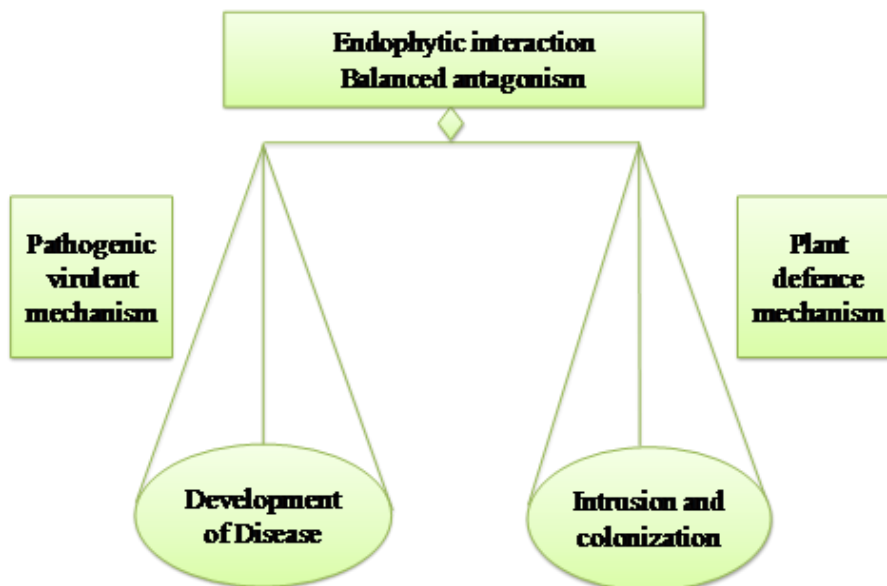 Endophytic interaction
Balanced antagonism
Pathogenic
virulent
mechanism
Plant
defence
mechanism
Development
of Disease
Intrusion and
colonization